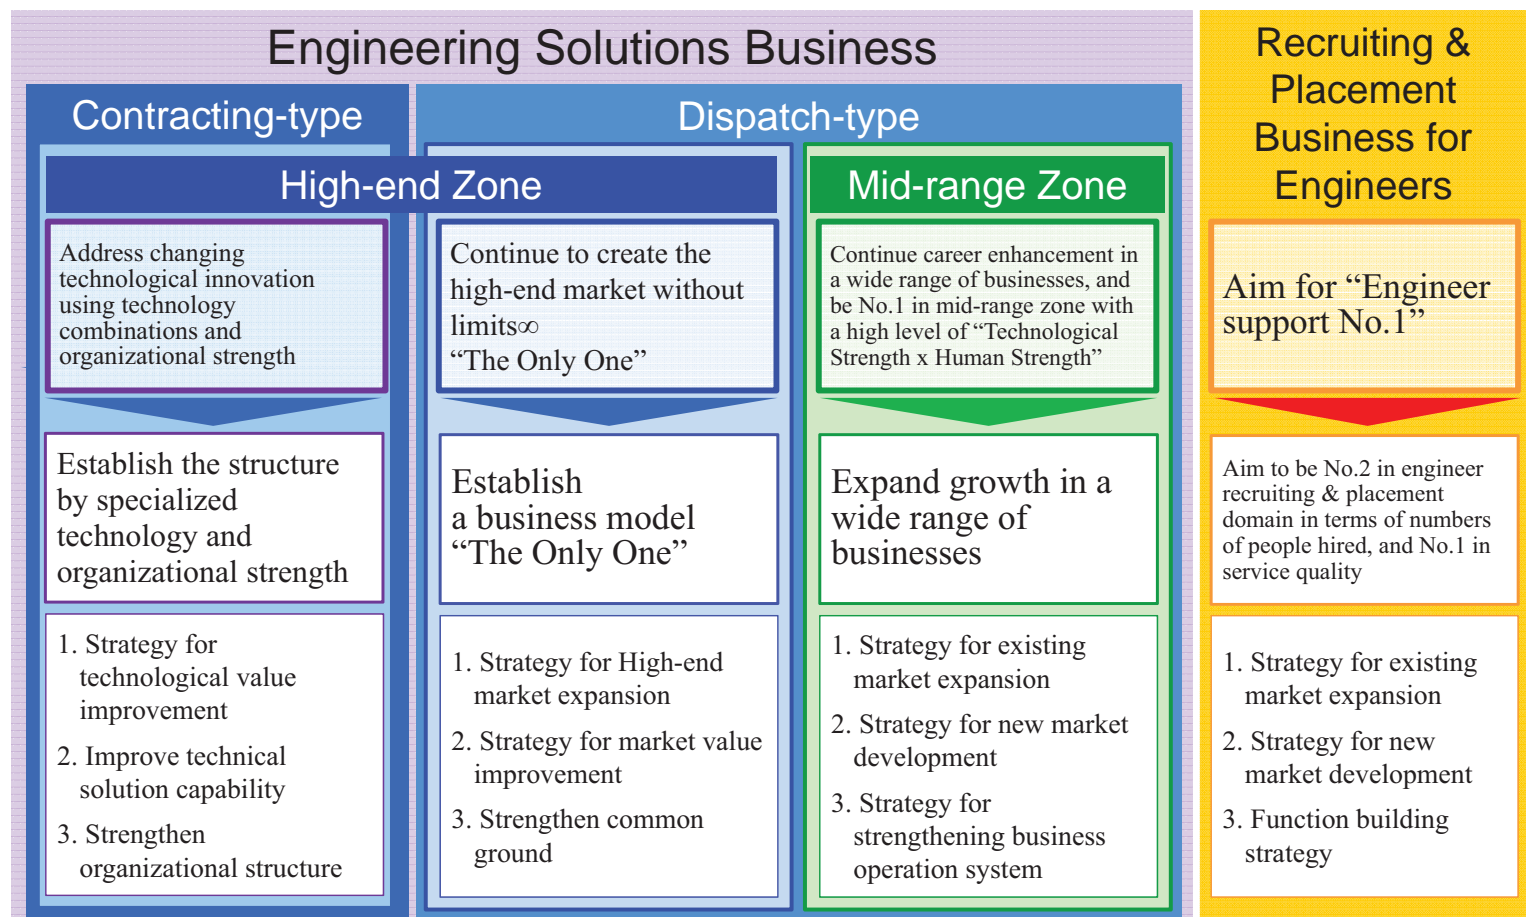 Engineering Solutions Business
Contracting-type
Dispatch-type
High-end Zone
Mid-range Zone
Address changing
technological innovation
using technology
combinations and
organizational strength
Establish the structure
by specialized
technology and
organizational strength
1. Strategy for
technological value
improvement
2. Improve technical
solution capability
3. Strengthen
organizational structure
Continue to create the
high-end market without
limits∞
“The Only One”
Establish
a business model
“The Only One”
1. Strategy for High-end
market expansion
2. Strategy for market value
improvement
3. Strengthen common
ground
Continue career enhancement in
a wide range of businesses, and
be No.1 in mid-range zone with
a high level of “Technological
Strength x Human Strength”
Expand growth in a
wide range of
businesses
1. Strategy for existing
market expansion
2. Strategy for new market
development
3. Strategy for
strengthening business
operation system
Recruiting &
Placement
Business for
Engineers
Aim for “Engineer
support No.1”
Aim to be No.2 in engineer
recruiting & placement
domain in terms of numbers
of people hired, and No.1 in
service quality
1. Strategy for existing
market expansion
2. Strategy for new
market development
3. Function building
strategy